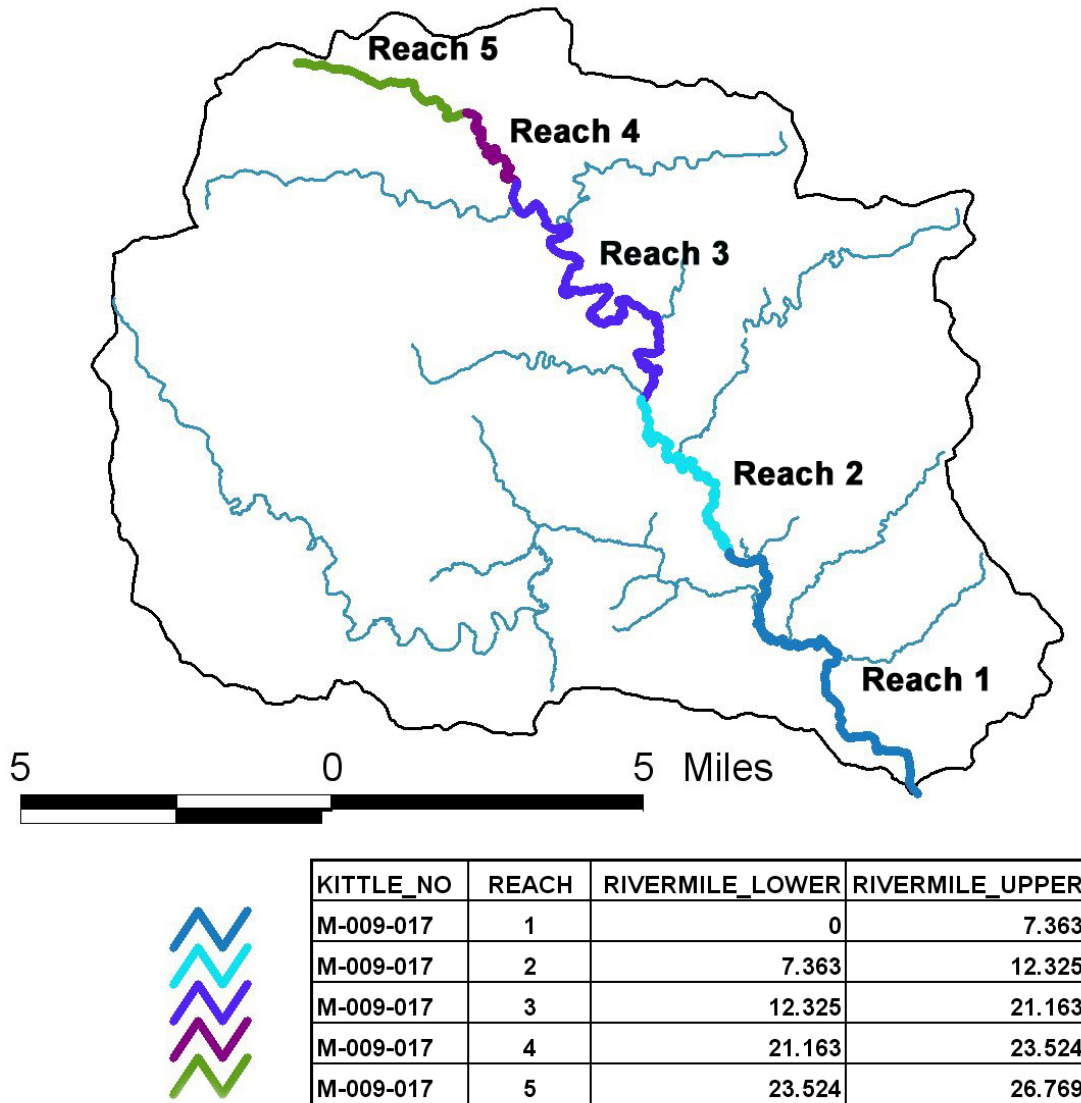 Reach 5
Reach 4
Reach 3
Reach 2
Reach 1
5 0 5 Miles
KITTLE_NO REACH RIVERMILE_LOWER RIVERMILE_UPPER
M-009-017 1 0 7.363
M-009-017 2 7.363 12.325
M-009-017 3 12.325 21.163
M-009-017 4 21.163 23.524
M-009-017 5 23.524 26.769